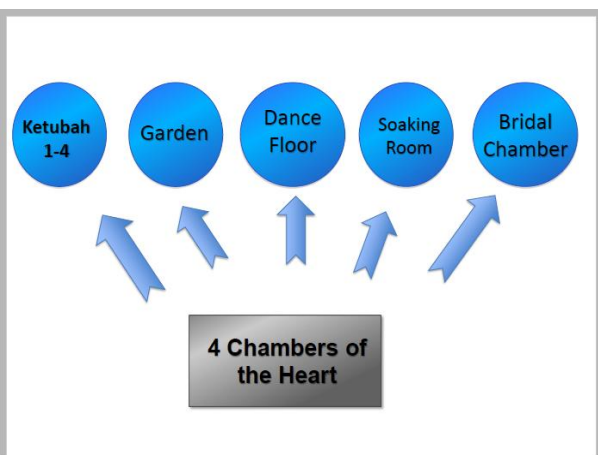 Ketubah
1-4
Garden
Dance
Floor
Soaking
Room
Bridal
Chamber
4 Chambers of
the Heart